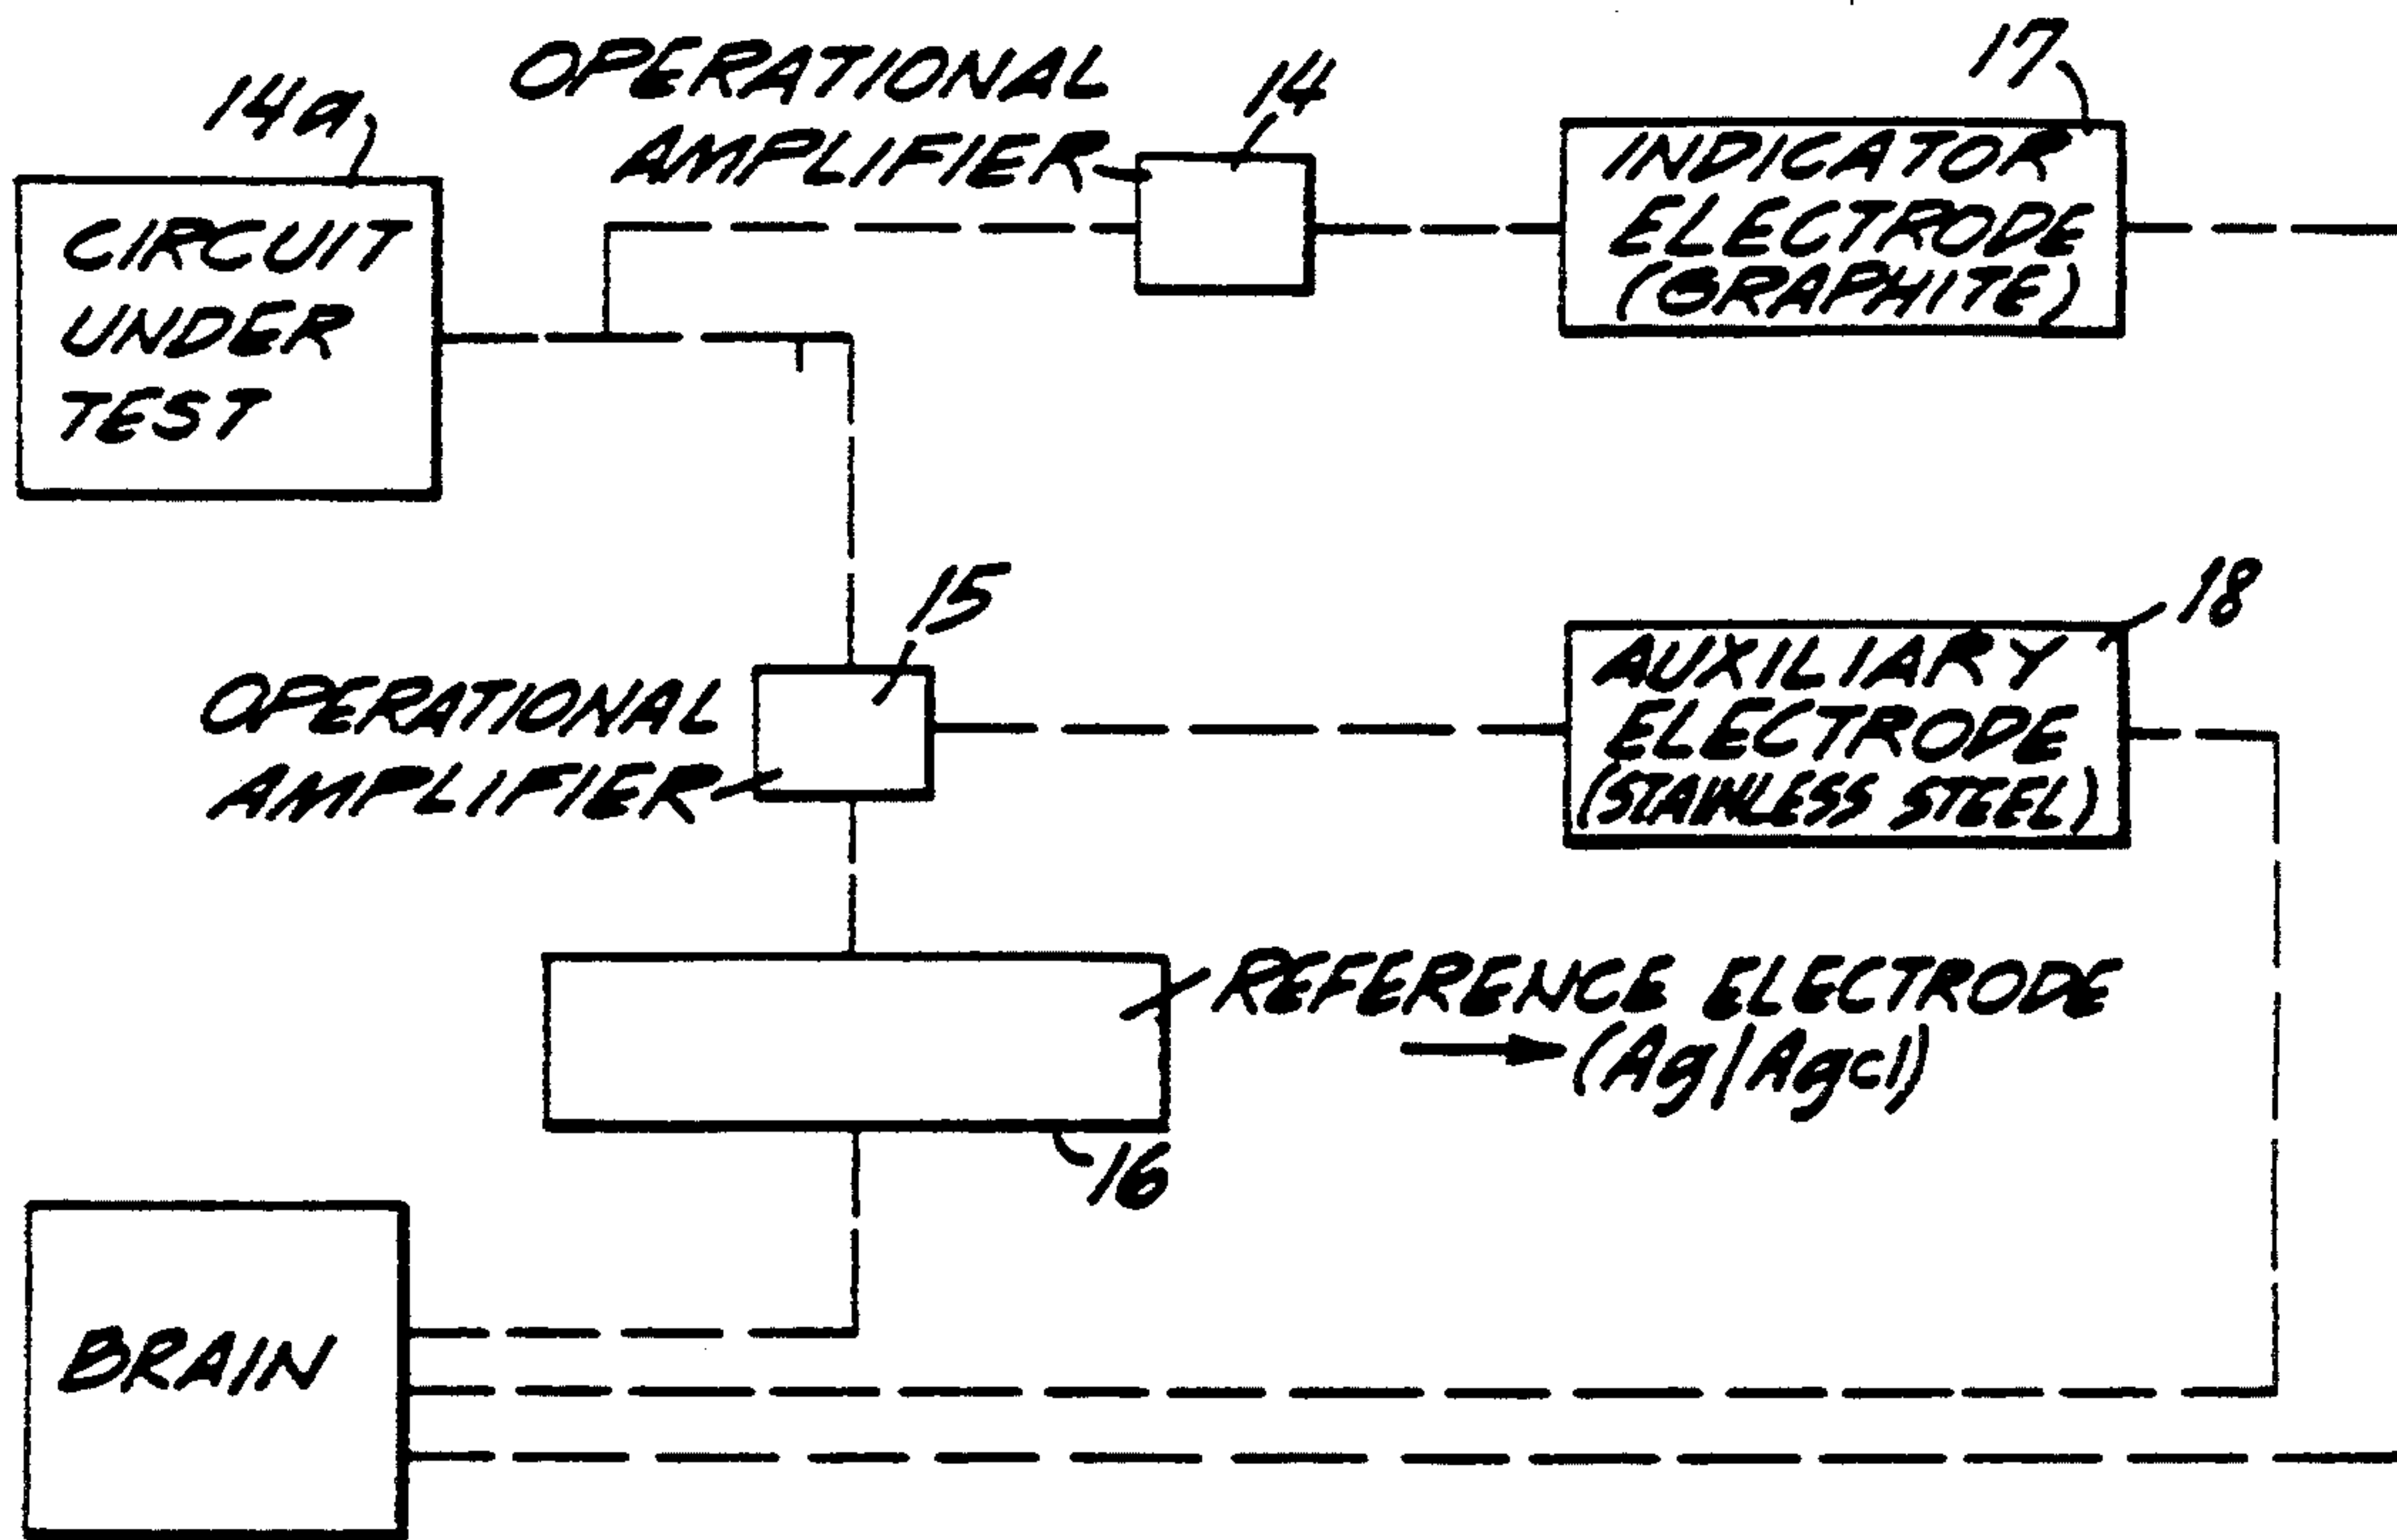 14a
OPERATIONAL
AMPLIFIER
14
17
CIRCUIT
UNDER
TEST
INDICATOR
ELECTRODE
(GRAPHITE)
15
OPERATIONAL
AMPLIFIER
18
AUXILIARY
ELECTRODE
(STAINLESS STEEL)
REFERENCE ELECTRODE
(Ag|Agcl)
16
BRAIN